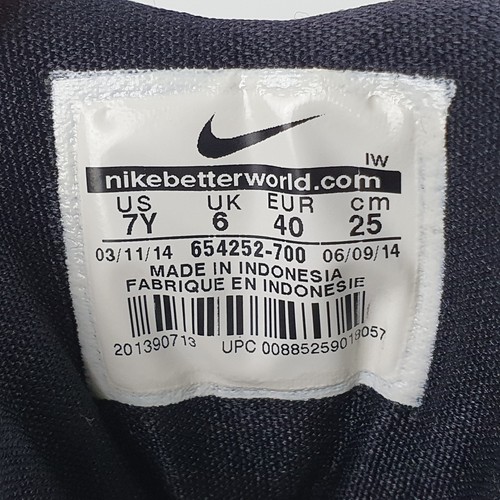 IW
nikebetterworld.com
US UK EUR cm
7Y 6 40 25
03/11/14 654252-700 06/09/14
MADE IN INDONESIA
FABRIQUE EN INDONESIE
201390713 UPC 00885259019057